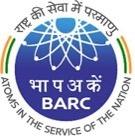 राष्ट्र की सेवा में परमाणु
भा प अ कें
BARC
ATOMS IN THE SERVICE OF THE NATION